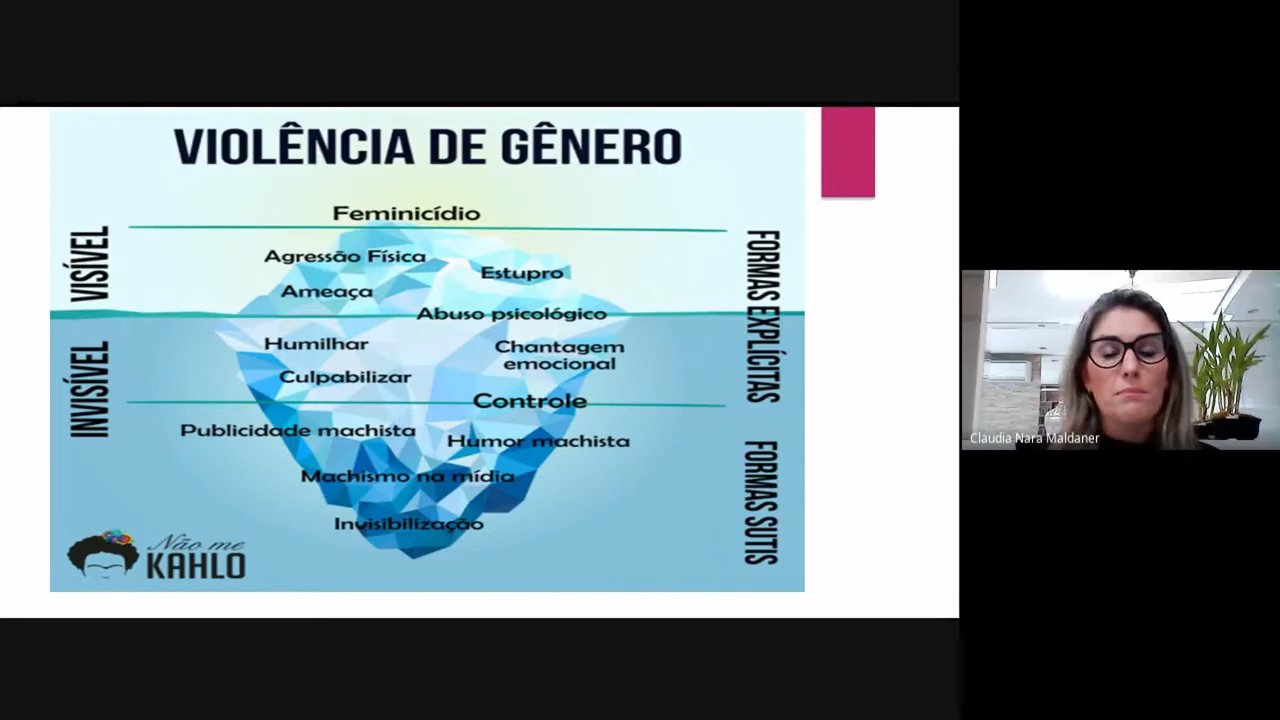 VIOLÊNCIA DE GÊNERO
Feminicídio
VISÍVEL
FORMAS EXPLÍCITAS
Agressão Física
Estupro
Ameaça
Abuso psicológico
INVISÍVEL
Humilhar
Chantagem
emocional
Culpabilizar
Controle
Publicidade machista
Humor machista
FORMAS SUTIS
Machismo na mídia
Invisibilização
Não me
KAHLO
Claudia Nara Maldaner